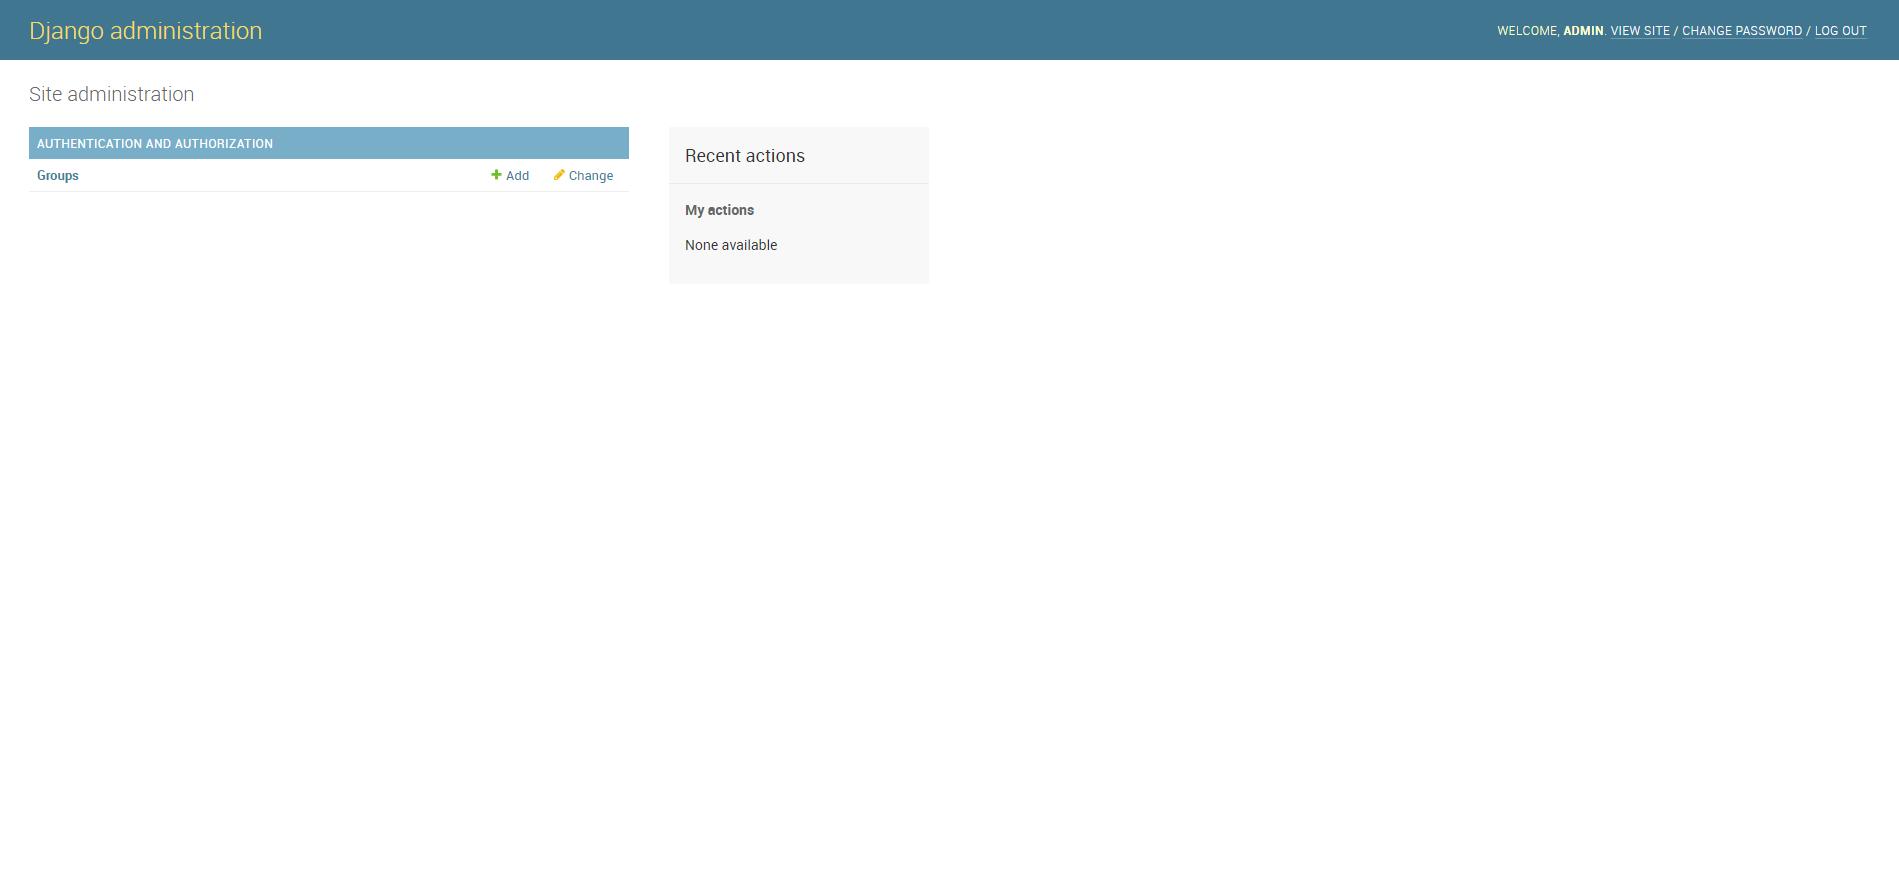 Django administration
WELCOME, ADMIN. VIEW SITE / CHANGE PASSWORD / LOG OUT
Site administration
AUTHENTICATION AND AUTHORIZATION
Groups Add Change
Recent actions
My actions
None available